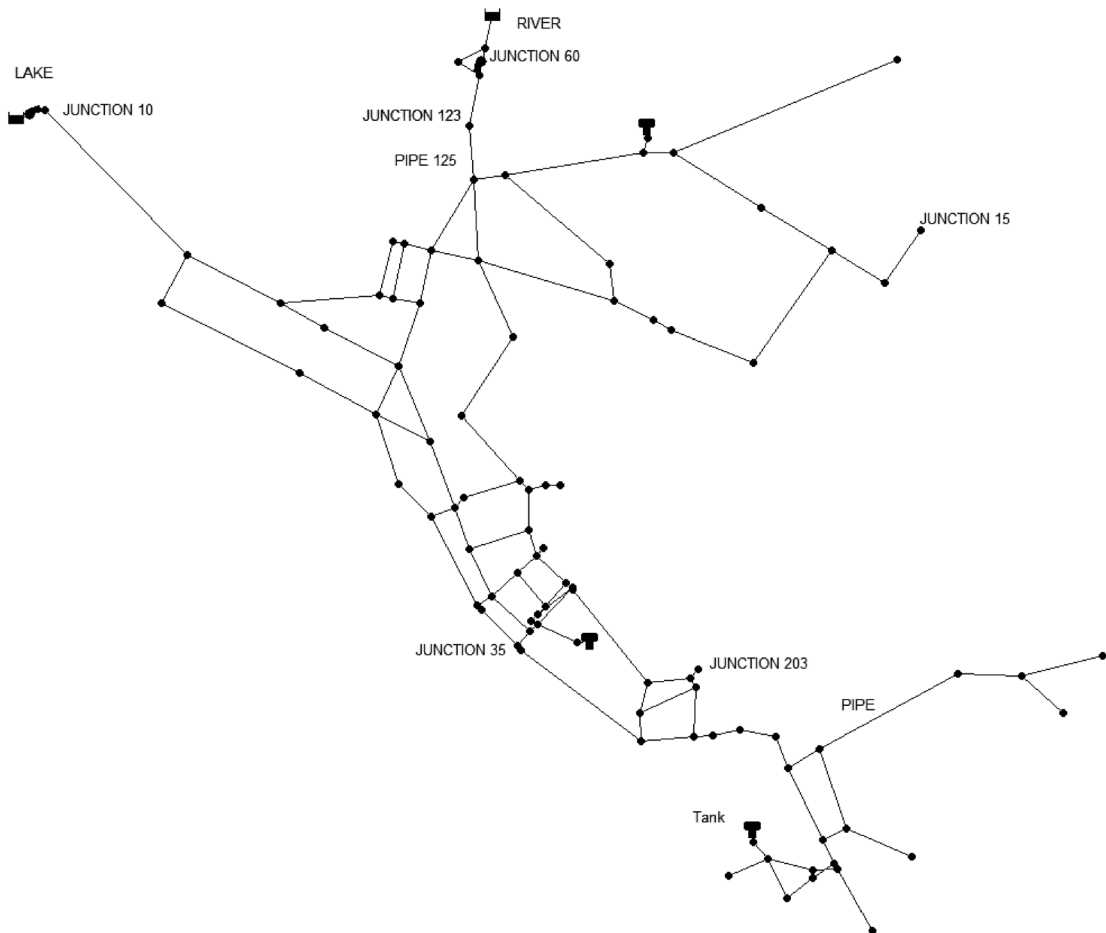 RIVER
JUNCTION 60
LAKE
JUNCTION 10
JUNCTION 123
PIPE 125
JUNCTION 15
JUNCTION 35
JUNCTION 203
PIPE
Tank